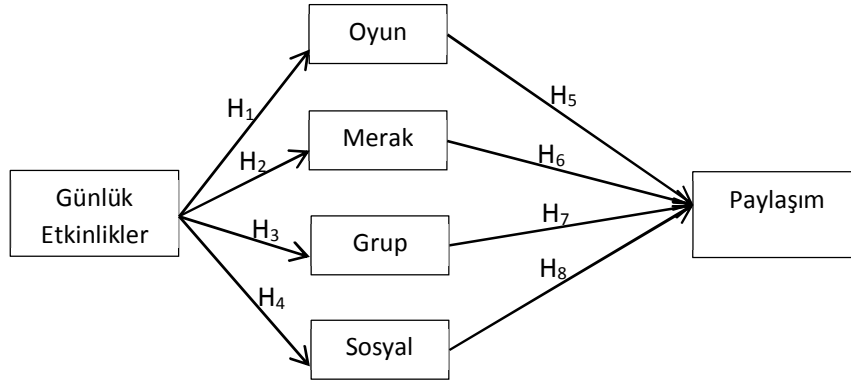 Oyun
H₁
H₅
Merak
H₂
H₆
Günlük
Etkinlikler
Paylaşım
H₃
H₇
Grup
H₄
H₈
Sosyal